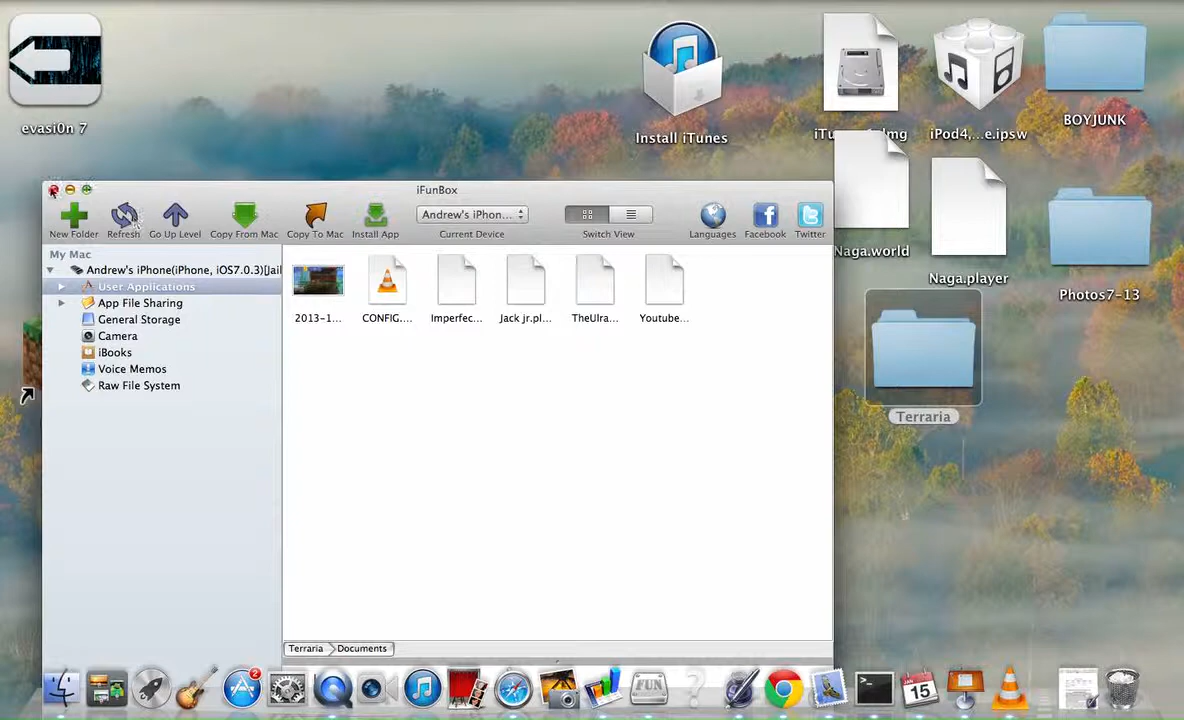 evasi0n 7
Install iTunes
iPod4,...e.ipsw
BOYJUNK
Naga.world
Naga.player
Photos7-13
Terraria
iFunBox
New Folder
Refresh
Go Up Level
Copy From Mac
Copy To Mac
Install App
Andrew's iPhon...
Current Device
Switch View
Languages
Facebook
Twitter
My Mac
Andrew's iPhone(iPhone, iOS7.0.3)[Jail
User Applications
App File Sharing
General Storage
Camera
iBooks
Voice Memos
Raw File System
2013-1...
CONFIG....
Imperfec...
Jack jr.pl...
TheUlra...
Youtube...
Terraria
Documents
2
FUN
JAN
15